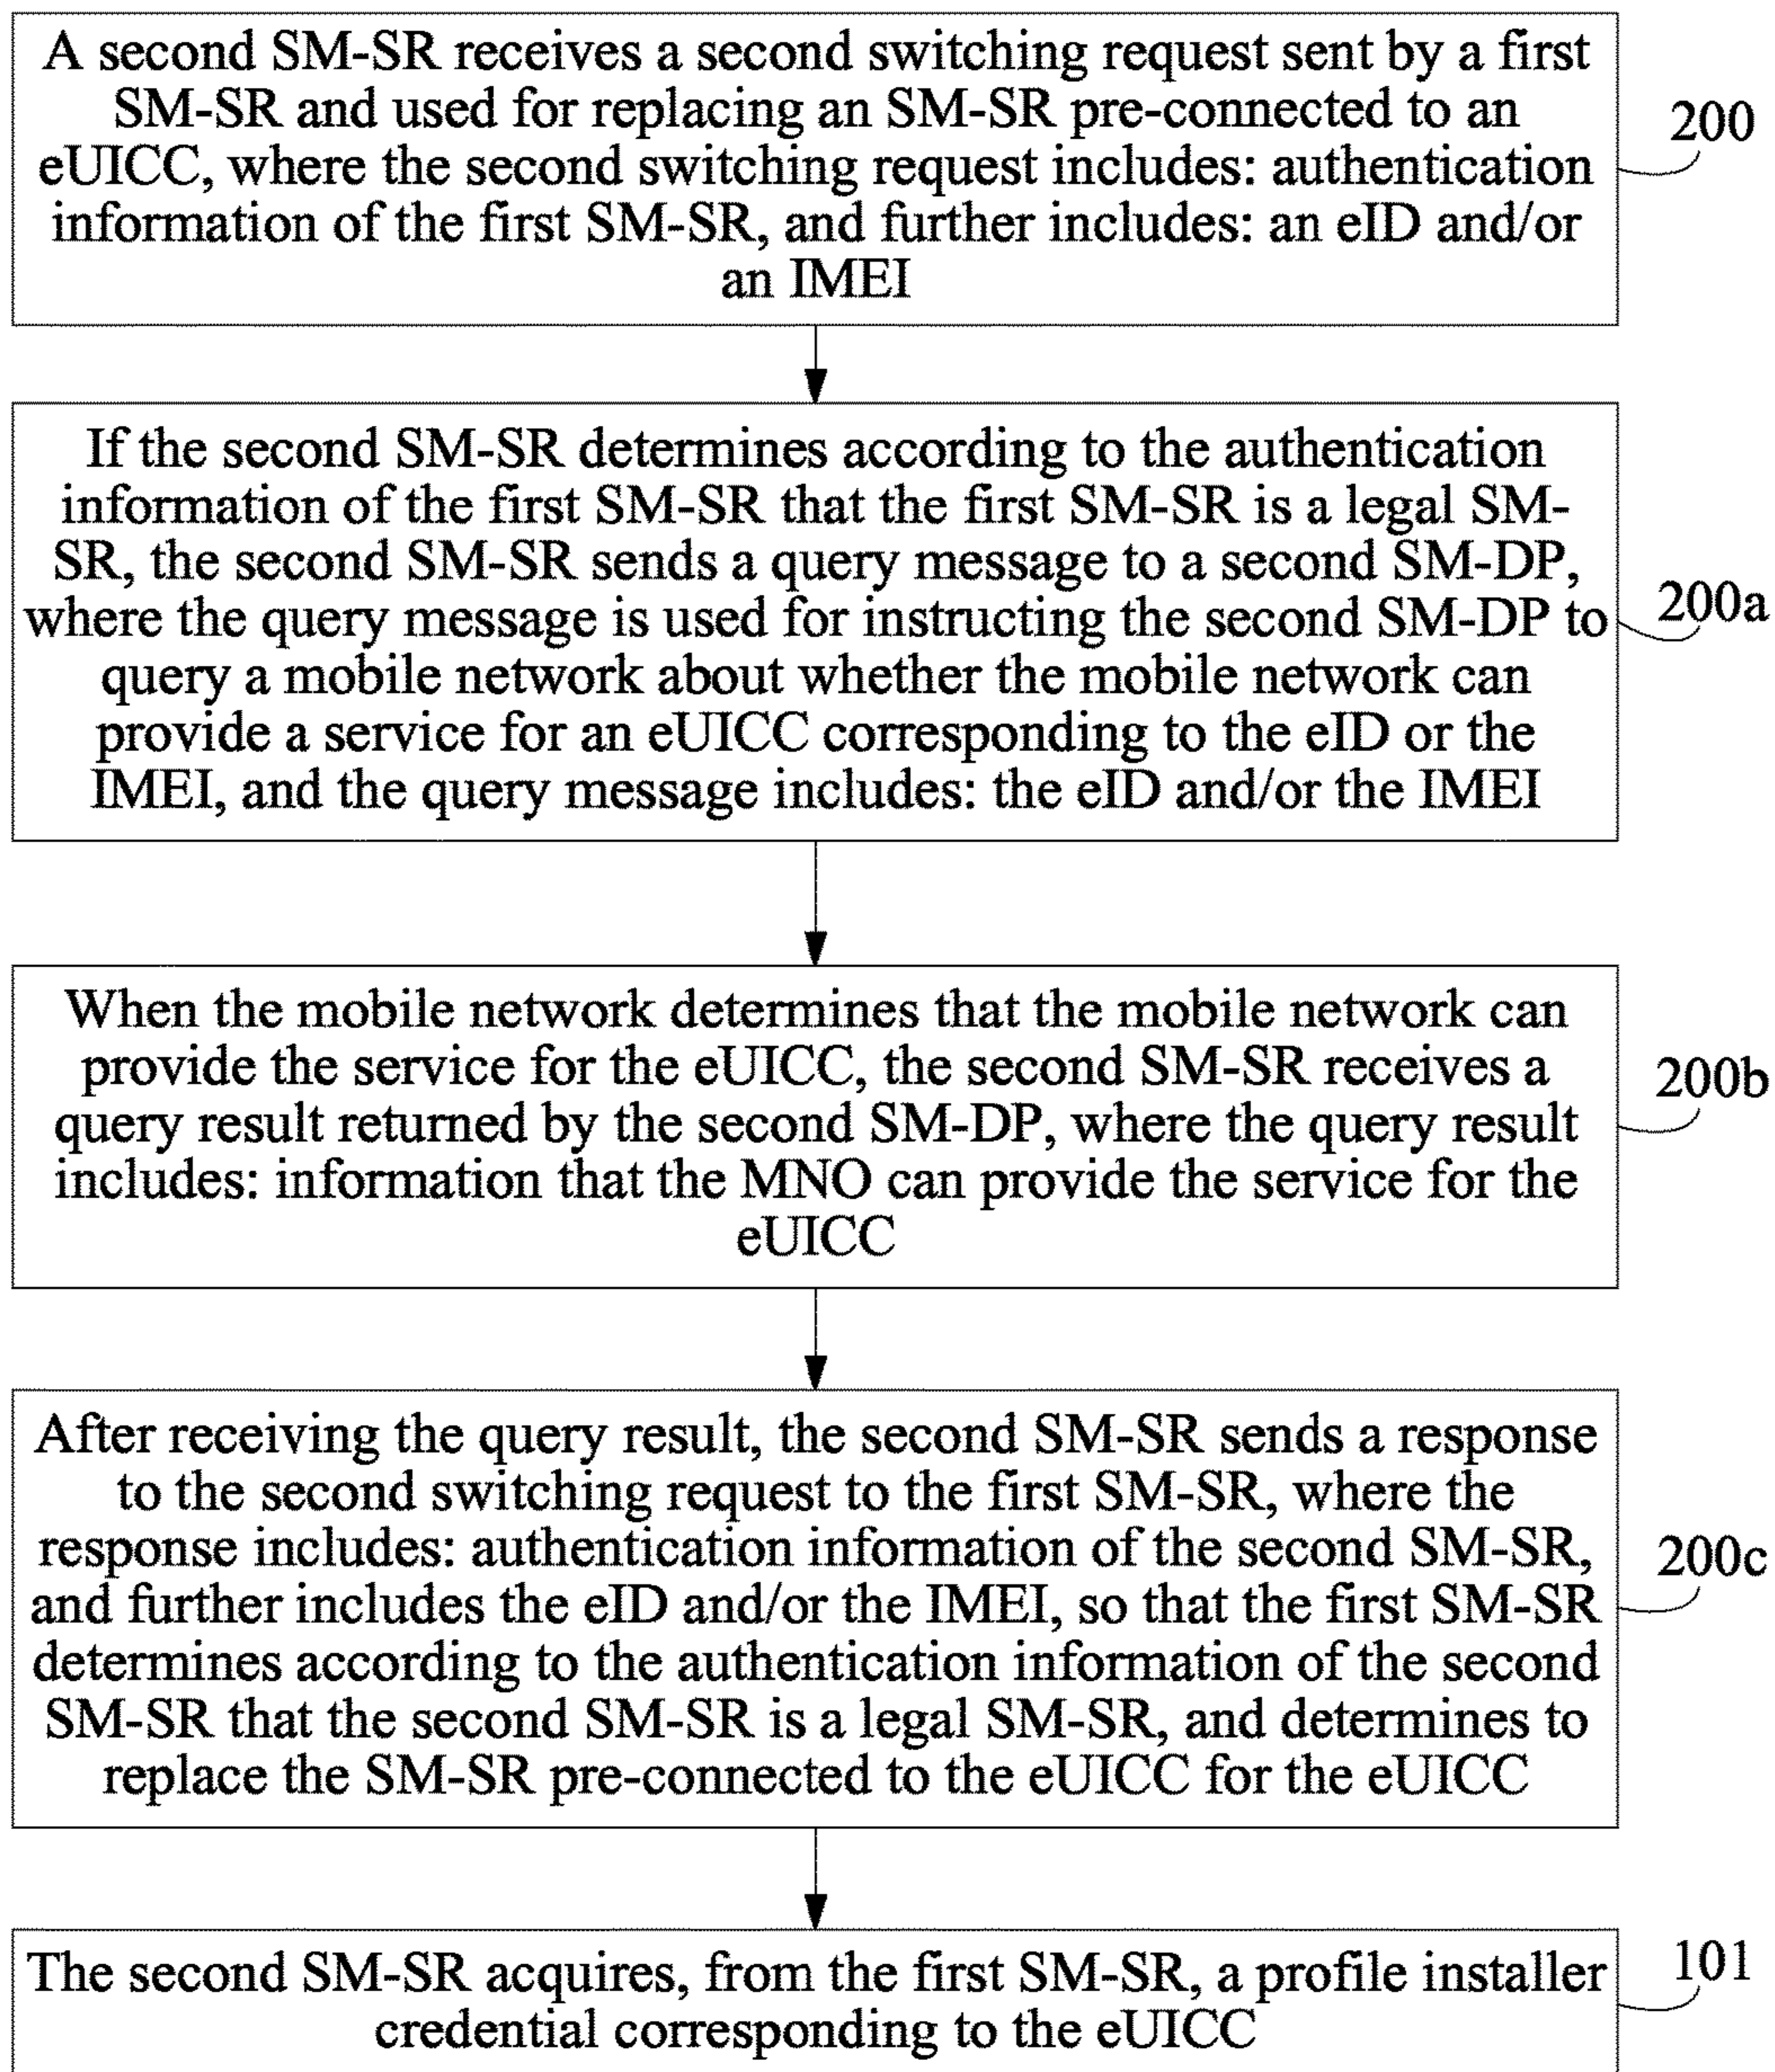 A second SM-SR receives a second switching request sent by a first
SM-SR and used for replacing an SM-SR pre-connected to an
eUICC, where the second switching request includes: authentication
information of the first SM-SR, and further includes: an eID and/or
an IMEI
200
If the second SM-SR determines according to the authentication
information of the first SM-SR that the first SM-SR is a legal SM-
SR, the second SM-SR sends a query message to a second SM-DP,
where the query message is used for instructing the second SM-DP to
query a mobile network about whether the mobile network can
provide a service for an eUICC corresponding to the eID or the
IMEI, and the query message includes: the eID and/or the IMEI
200a
When the mobile network determines that the mobile network can
provide the service for the eUICC, the second SM-SR receives a
query result returned by the second SM-DP, where the query result
includes: information that the MNO can provide the service for the
eUICC
200b
After receiving the query result, the second SM-SR sends a response
to the second switching request to the first SM-SR, where the
response includes: authentication information of the second SM-SR,
and further includes the eID and/or the IMEI, so that the first SM-SR
determines according to the authentication information of the second
SM-SR that the second SM-SR is a legal SM-SR, and determines to
replace the SM-SR pre-connected to the eUICC for the eUICC
200c
The second SM-SR acquires, from the first SM-SR, a profile installer
credential corresponding to the eUICC
101